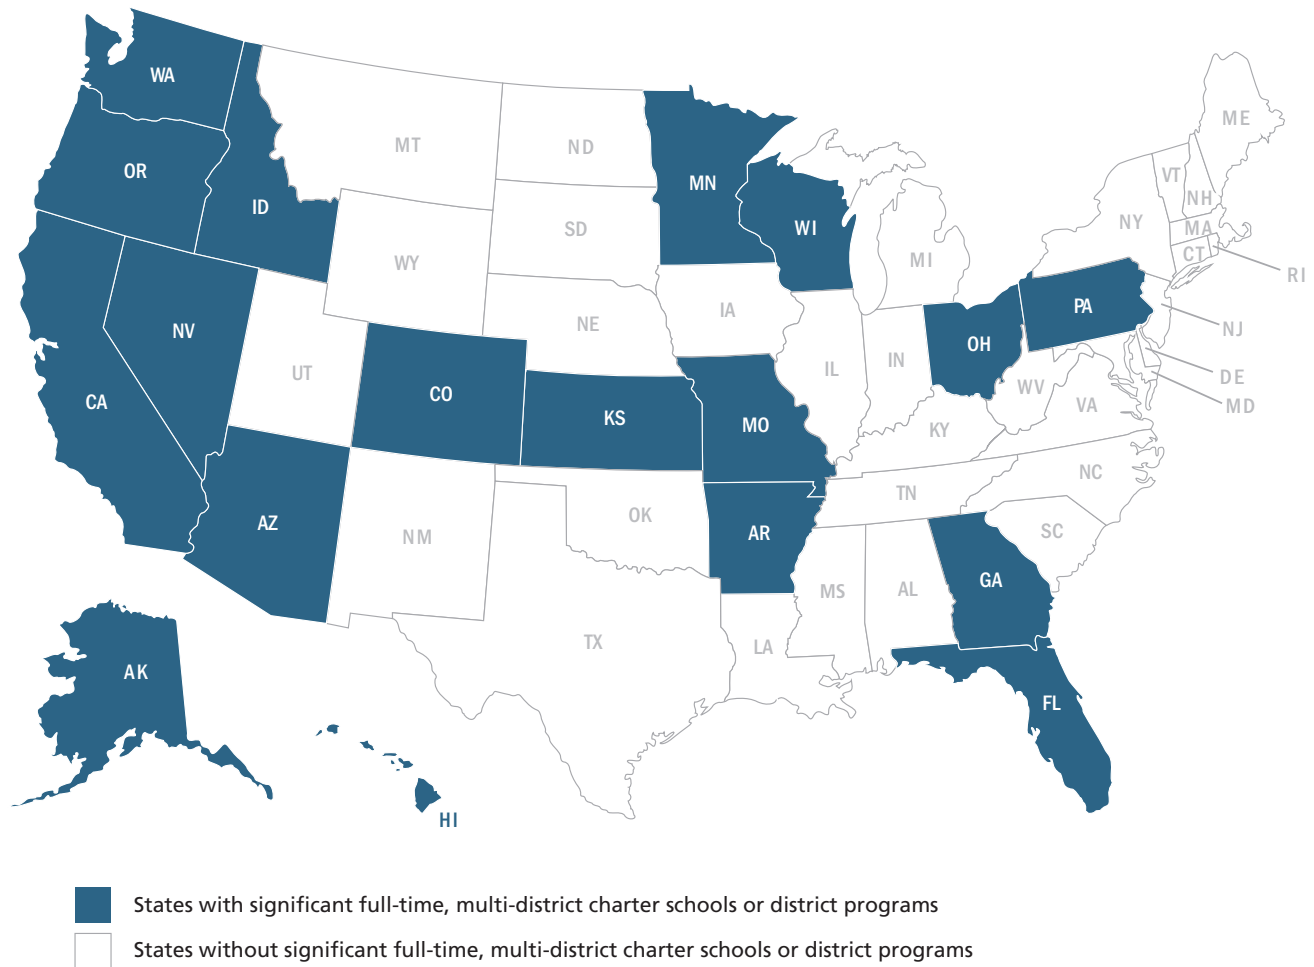 WA
ME
MT
ND
OR
VT
MN
NH
ID
NY
WI
MA
SD
CT
MI
WY
RI
PA
IA
NE
NV
NJ
OH
IN
IL
UT
DE
WV
CO
CA
VA
MD
KS
MO
KY
NC
TN
OK
AZ
SC
AR
NM
GA
AL
MS
TX
LA
AK
FL
HI
States with significant full-time, multi-district charter schools or district programs
States without significant full-time, multi-district charter schools or district programs